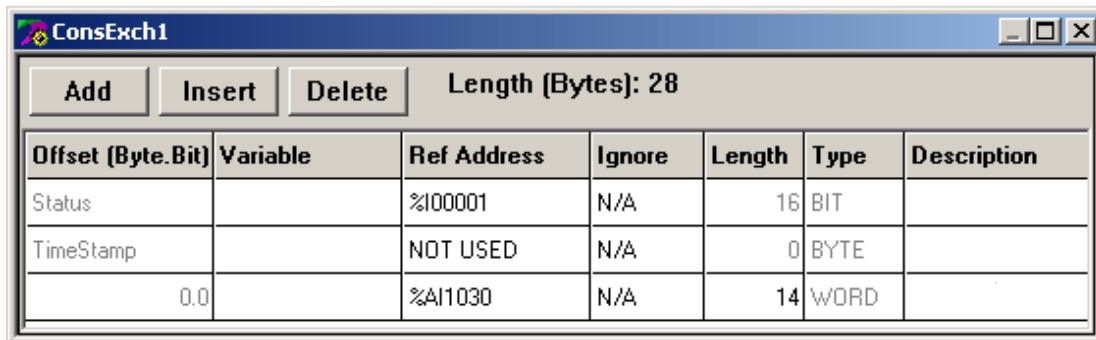 ConsExch1
Add Insert Delete Length (Bytes): 28
Offset (Byte.Bit) Variable Ref Address Ignore Length Type Description
Status %I00001 N/A 16 BIT
TimeStamp NOT USED N/A 0 BYTE
0.0 %AI1030 N/A 14 WORD